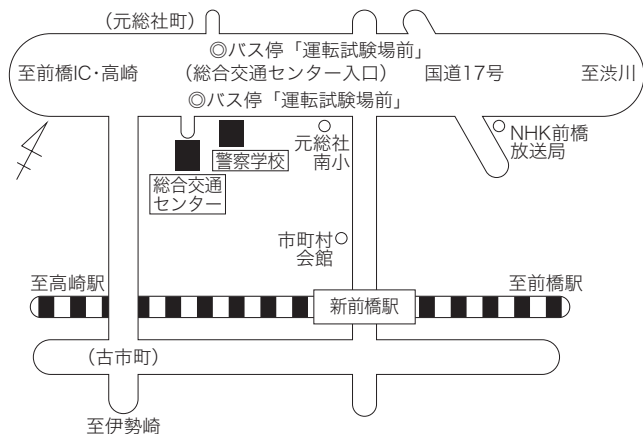 (元総社町)
◎バス停「運転試験場前」
至前橋IC・高崎
(総合交通センター入口)
国道17号
至渋川
◎バス停「運転試験場前」
元総社
南小
NHK前橋
放送局
警察学校
総合交通
センター
市町村
会館
至高崎駅
至前橋駅
新前橋駅
(古市町)
至伊勢崎